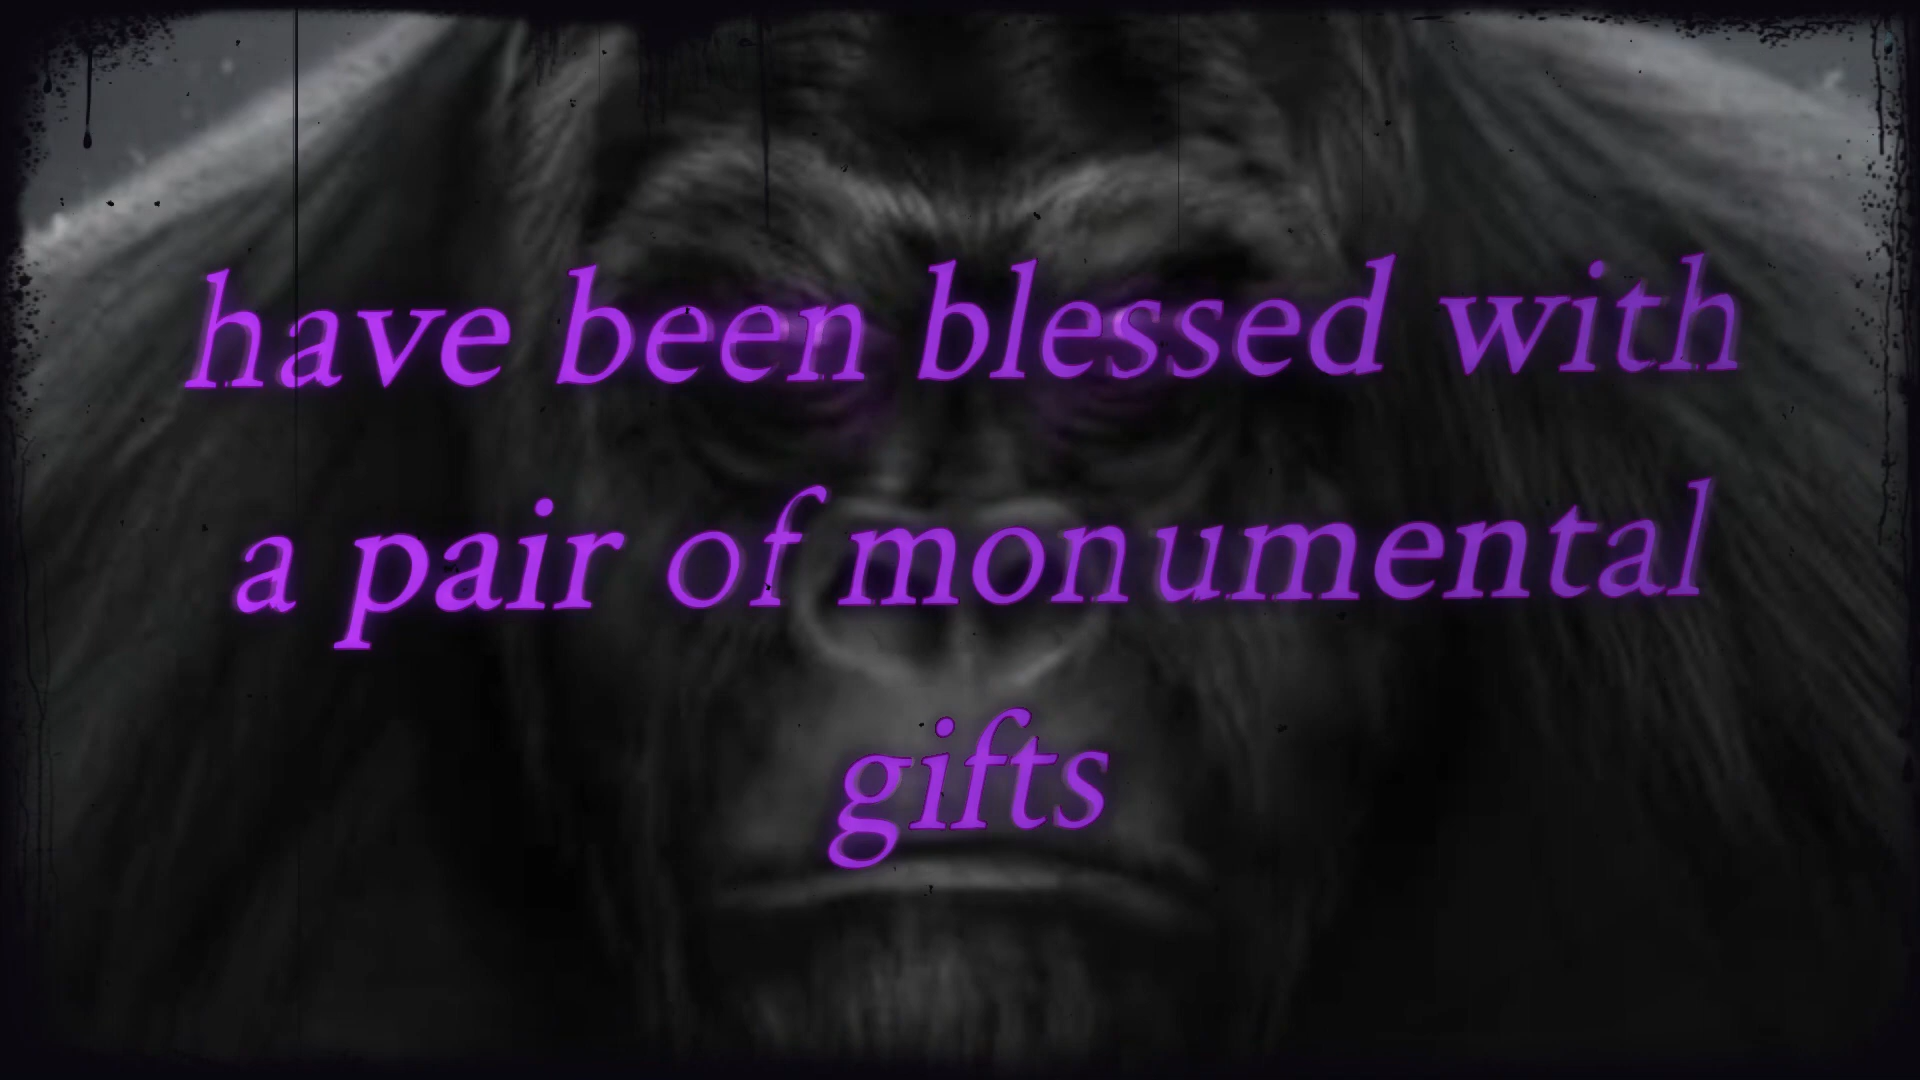 have been blessed with
a pair of monumental
gifts